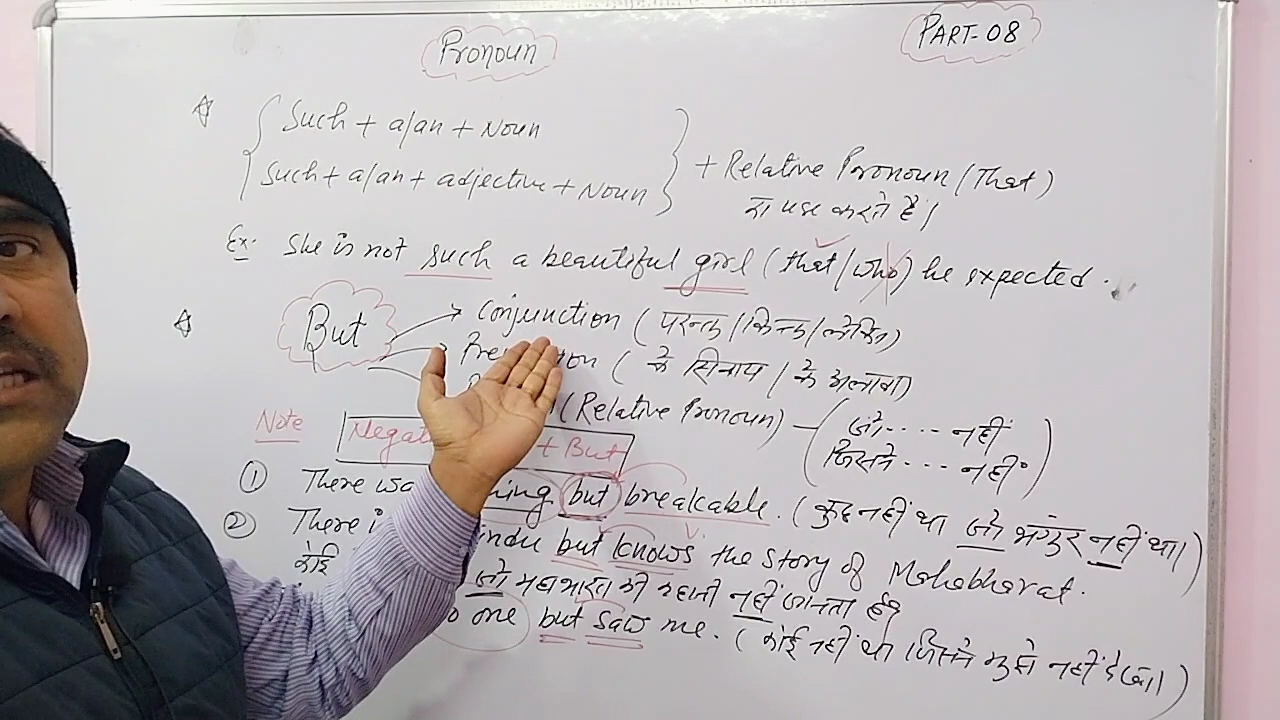 Pronoun
PART-08
Such + a/an + Noun
Such + a/an + adjective + Noun
+ Relative Pronoun (That)
का use करते हैं।
Ex:- She is not such a beautiful girl (that/who) he expected.
But → Conjunction (परन्तु/किन्तु/लेकिन)
(के सिवाय/के अलावा)
(Relative Pronoun) – (जो.... नहीं
जिसने... नहीं)
Note
+ But
① There but breakable. (कुछ नहीं था जो भंगुर नहीं था।)
② There but knows the story of Mahabharat.
कोई जो महाभारत की कहानी नहीं जानता है।
one but saw me. (कोई नहीं था जिसने मुझे नहीं देखा।)